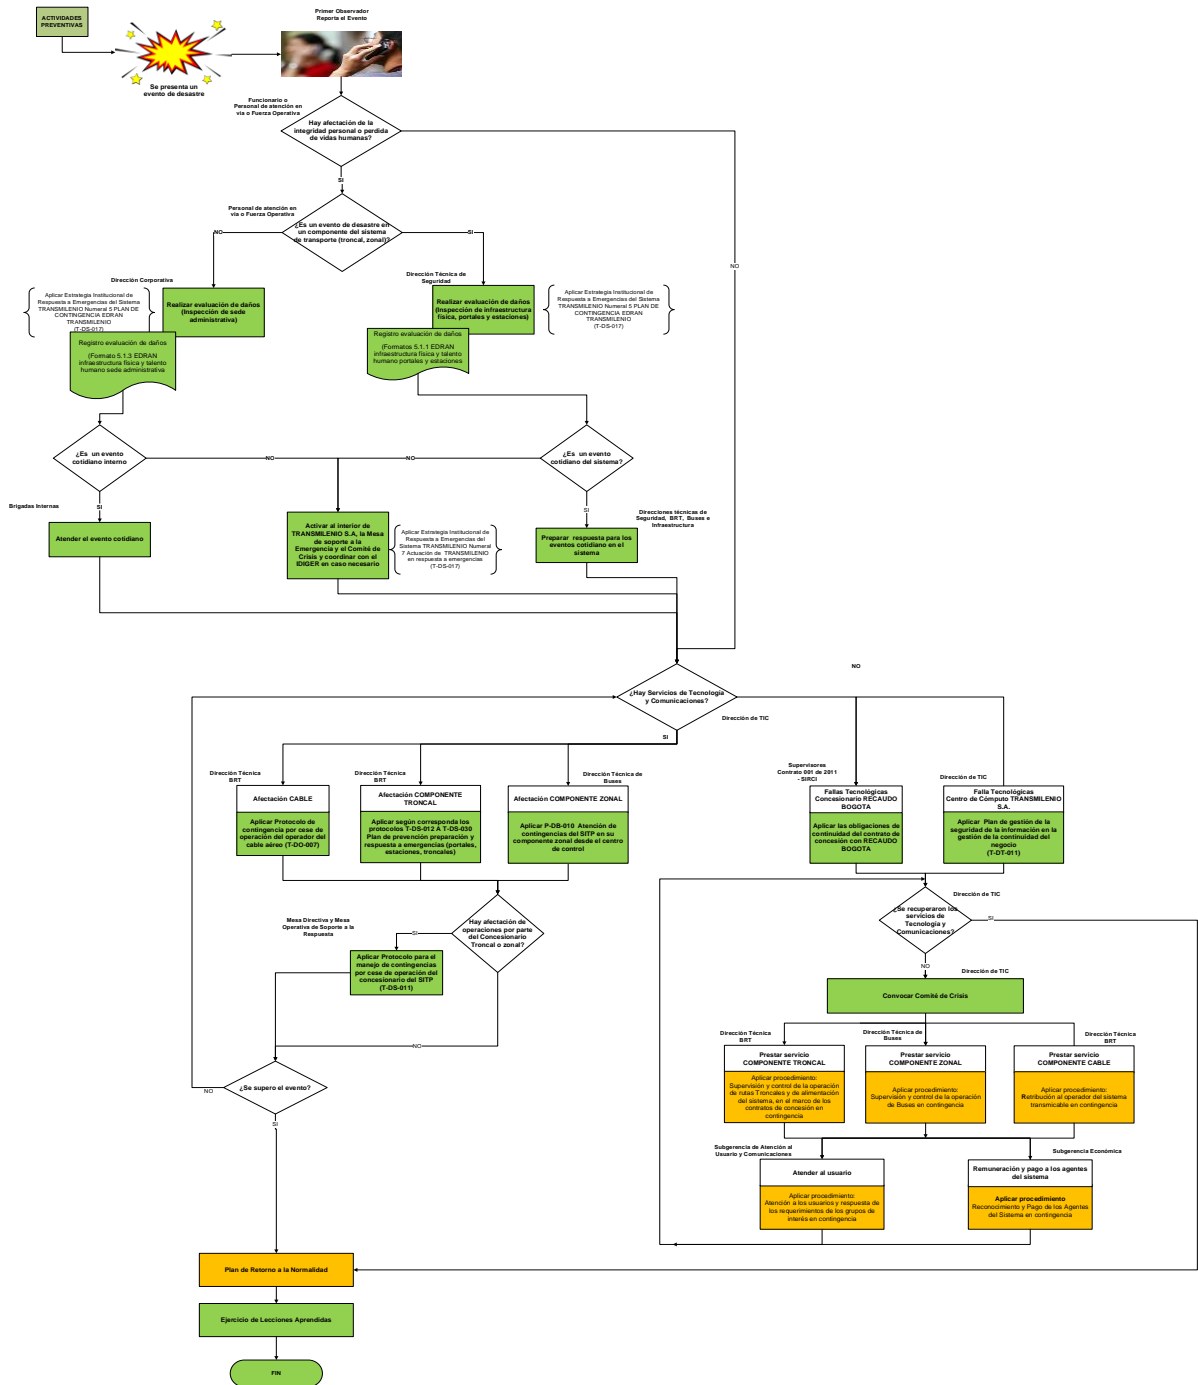 ACTIVIDADES
PREVENTIVAS
Se presenta un
evento de desastre
Primer Observador
Reporte el Evento
Funcionario o
Personal de atención en
vía o Fuerza Operativa
Hay afectación de la
integridad personal o perdida
de vidas humanas?
SI
NO
Personal de atención en
vía o Fuerza Operativa
¿Es un evento de desastre en
un componente del sistema
de transporte (troncal, zonal)?
NO
SI
Dirección Corporativa
Aplicar Estrategia Institucional de
Respuesta a Emergencias del Sistema
TRANSMILENIO Numeral 5 PLAN DE
CONTINGENCIA EDRAN
TRANSMILENIO
(T-DS-017)
Realizar evaluación de daños
(Inspección de sede
administrativa)
Registro evaluación de daños
(Formato 5.1.3 EDRAN
infraestructura física y talento
humano sede administrativa
Dirección Técnica de
Seguridad
Realizar evaluación de daños
(Inspección de infraestructura
física, portales y estaciones)
Aplicar Estrategia Institucional de
Respuesta a Emergencias del Sistema
TRANSMILENIO Numeral 5 PLAN DE
CONTINGENCIA EDRAN
TRANSMILENIO
(T-DS-017)
Registro evaluación de daños
(Formatos 5.1.1 EDRAN
infraestructura física y talento
humano portales y estaciones
¿Es un evento
cotidiano interno
NO
NO
¿Es un evento
cotidiano del sistema?
SI
SI
Brigadas Internas
Atender el evento cotidiano
Activar al interior de
TRANSMILENIO S.A, la Mesa
de soporte a la
Emergencia y el Comité de
Crisis y coordinar con el
IDIGER en caso necesario
Aplicar Estrategia Institucional de
Respuesta a Emergencias del
Sistema TRANSMILENIO Numeral
7 Actuación de TRANSMILENIO
en respuesta a emergencias
(T-DS-017)
Direcciones técnicas de
Seguridad, BRT, Buses e
Infraestructura
Preparar respuesta para los
eventos cotidiano en el
sistema
¿Hay Servicios de Tecnología
y Comunicaciones?
NO
Dirección de TIC
SI
Dirección Técnica
BRT
Afectación CABLE
Aplicar Protocolo de
contingencia por cese de
operación del operador del
cable aéreo (T-DO-007)
Dirección Técnica
BRT
Afectación COMPONENTE
TRONCAL
Aplicar según corresponda los
protocolos T-DS-012 A T-DS-030
Plan de prevención preparación y
respuesta a emergencias (portales,
estaciones, troncales)
Dirección Técnica de
Buses
Afectación COMPONENTE ZONAL
Aplicar P-DB-010 Atención de
contingencias del SITP en su
componente zonal desde el centro
de control
Supervisores
Contrato 001 de 2011
- SIRCI
Fallas Tecnológicas
Concesionario RECAUDO
BOGOTA
Aplicar las obligaciones de
continuidad del contrato de
concesión con RECAUDO
BOGOTA
Dirección de TIC
Falla Tecnológicas
Centro de Cómputo TRANSMILENIO
S.A.
Aplicar Plan de gestión de la
seguridad de la información en la
gestión de la continuidad del
negocio
(T-DT-011)
Mesa Directiva y Mesa
Operativa de Soporte a la
Respuesta
Hay afectación de
operaciones por parte
del Concesionario
Troncal o zonal?
SI
Aplicar Protocolo para el
manejo de contingencias
por cese de operación del
concesionario del SITP
(T-DS-011)
NO
Dirección de TIC
¿Se recuperaron los
servicios de
Tecnología y
Comunicaciones?
SI
NO
Dirección de TIC
Convocar Comité de Crisis
Dirección Técnica
BRT
Prestar servicio
COMPONENTE TRONCAL
Aplicar procedimiento:
Supervisión y control de la operación
de rutas Troncales y de alimentación
del sistema, en el marco de los
contratos de concesión en
contingencia
Dirección Técnica de
Buses
Prestar servicio
COMPONENTE ZONAL
Aplicar procedimiento:
Supervisión y control de la operación
de Buses en contingencia
Dirección Técnica
BRT
Prestar servicio
COMPONENTE CABLE
Aplicar procedimiento:
Retribución al operador del sistema
transmicable en contingencia
¿Se supero el evento?
NO
SI
Subgerencia de Atención al
Usuario y Comunicaciones
Atender al usuario
Aplicar procedimiento:
Atención a los usuarios y respuesta de
los requerimientos de los grupos de
interés en contingencia
Subgerencia Económica
Remuneración y pago a los agentes
del sistema
Aplicar procedimiento
Reconocimiento y Pago de los Agentes
del Sistema en contingencia
Plan de Retorno a la Normalidad
Ejercicio de Lecciones Aprendidas
FIN